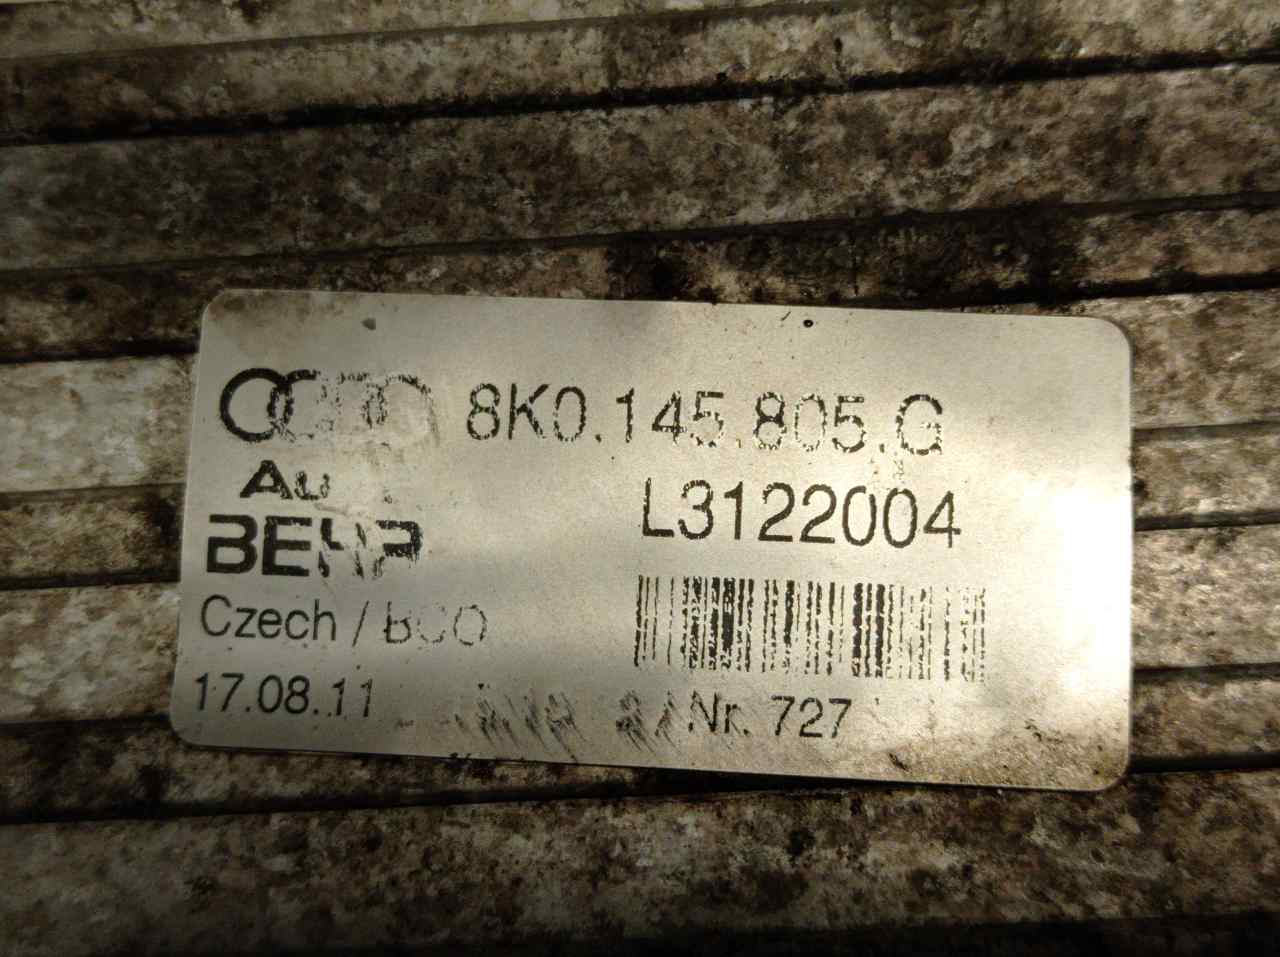 8K0.145.805.G
Au
L3122004
BEHR
Czech / BCO
17.08.11
Nr. 727